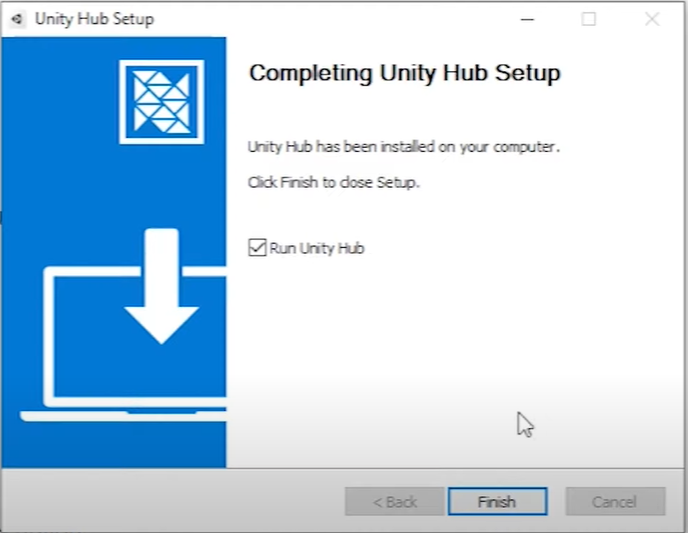 Unity Hub Setup
Completing Unity Hub Setup
Unity Hub has been installed on your computer.
Click Finish to close Setup.
Run Unity Hub
< Back
Finish
Cancel